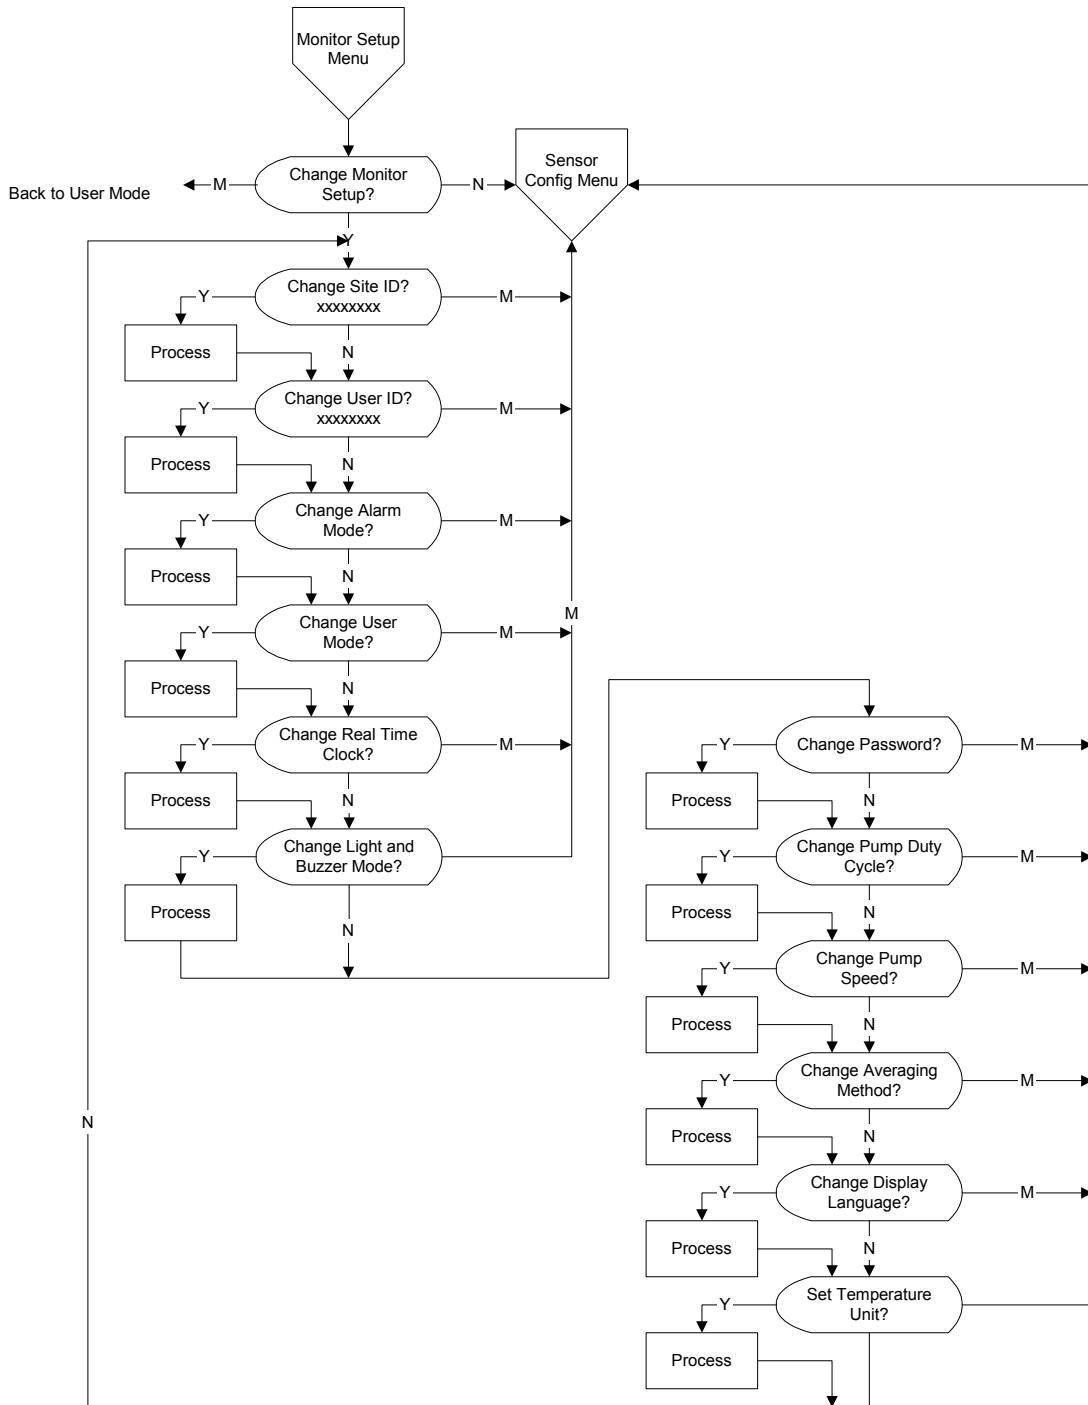 Monitor Setup
Menu
Sensor
Config Menu
Change Monitor
Setup?
M
N
Back to User Mode
Y
Change Site ID?
xxxxxxxx
Y
M
Process
N
Change User ID?
xxxxxxxx
Y
M
Process
N
Change Alarm
Mode?
Y
M
Process
N
M
Change User
Mode?
Y
M
Process
N
Change Real Time
Clock?
Y
M
Process
N
Change Light and
Buzzer Mode?
Y
Process
N
Change Password?
Y
M
Process
N
Change Pump Duty
Cycle?
Y
M
Process
N
Change Pump
Speed?
Y
M
Process
N
Change Averaging
Method?
Y
M
Process
N
N
Change Display
Language?
Y
M
Process
N
Set Temperature
Unit?
Y
Process